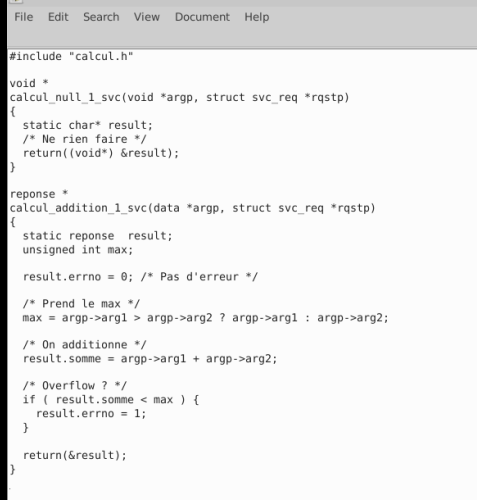 File Edit Search View Document Help
#include "calcul.h"
void *
calcul_null_1_svc(void *argp, struct svc_req *rqstp)
{
static char* result;
/* Ne rien faire */
return((void*) &result);
}
reponse *
calcul_addition_1_svc(data *argp, struct svc_req *rqstp)
{
static reponse  result;
unsigned int max;
result.errno = 0; /* Pas d'erreur */
/* Prend le max */
max = argp->arg1 > argp->arg2 ? argp->arg1 : argp->arg2;
/* On additionne */
result.somme = argp->arg1 + argp->arg2;
/* Overflow ? */
if ( result.somme < max ) {
result.errno = 1;
}
return(&result);
}